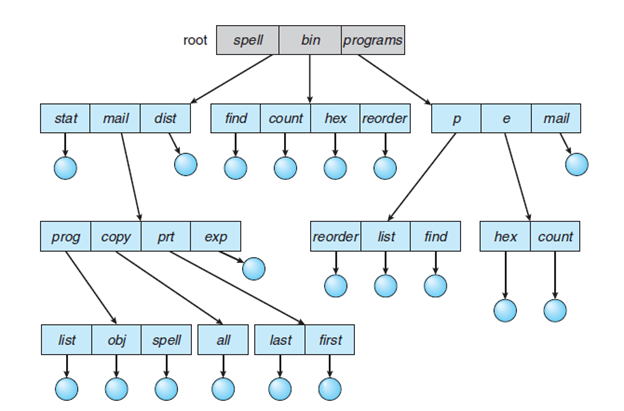 root spell bin programs
stat mail dist find count hex reorder p e mail
prog copy prt exp reorder list find hex count
list obj spell all last first